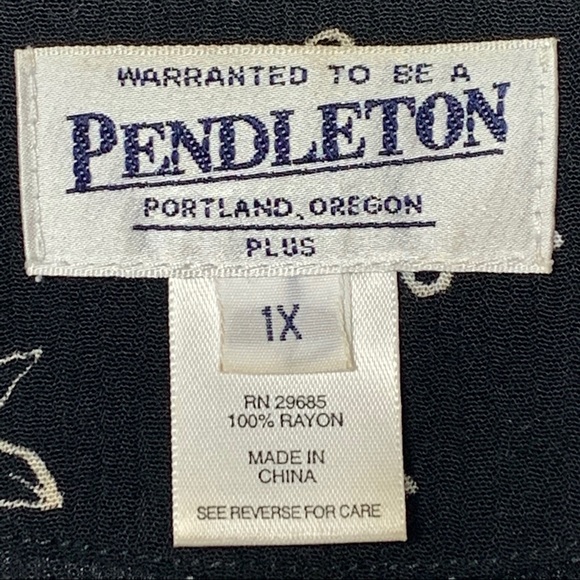 WARRANTED TO BE A
PENDLETON
PORTLAND, OREGON
PLUS
1X
RN 29685
100% RAYON
MADE IN
CHINA
SEE REVERSE FOR CARE